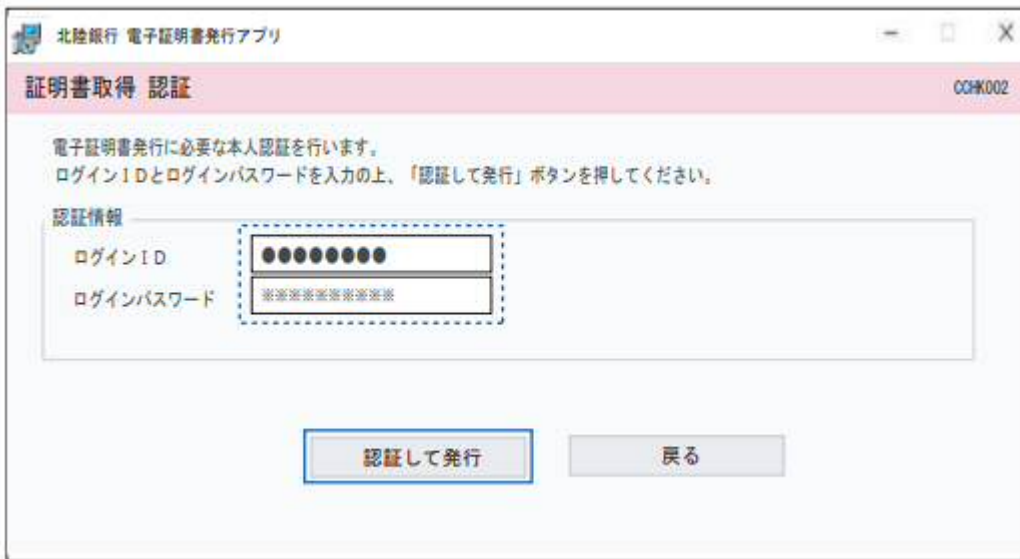 北陸銀行 電子証明書発行アプリ
証明書取得 認証
CCHK002
電子証明書発行に必要な本人認証を行います。
ログインＩＤとログインパスワードを入力の上、「認証して発行」ボタンを押してください。
認証情報
ログインＩＤ
●●●●●●●●
ログインパスワード
※※※※※※※※※※
認証して発行
戻る